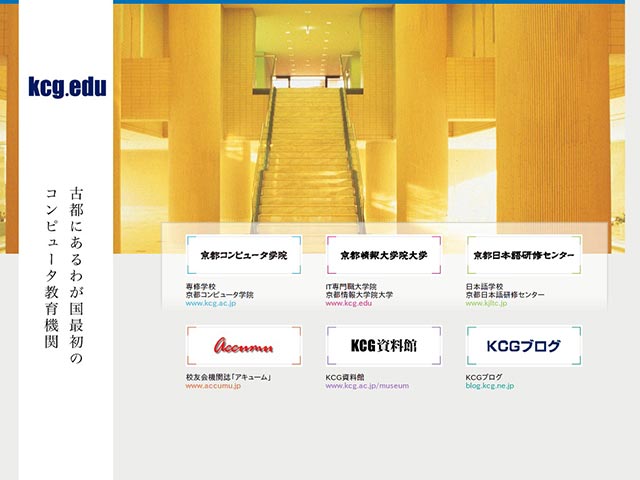 kcg.edu
古都にあるわが国最初の
コンピュータ教育機関
京都コンピュータ学院
専修学校
京都コンピュータ学院
www.kcg.ac.jp
京都情報大学院大学
IT専門職大学院
京都情報大学院大学
www.kcg.edu
京都日本語研修センター
日本語学校
京都日本語研修センター
www.kjltc.jp
Accumu
校友会機関誌「アキューム」
www.accumu.jp
KCG資料館
KCG資料館
www.kcg.ac.jp/museum
KCGブログ
KCGブログ
blog.kcg.ne.jp